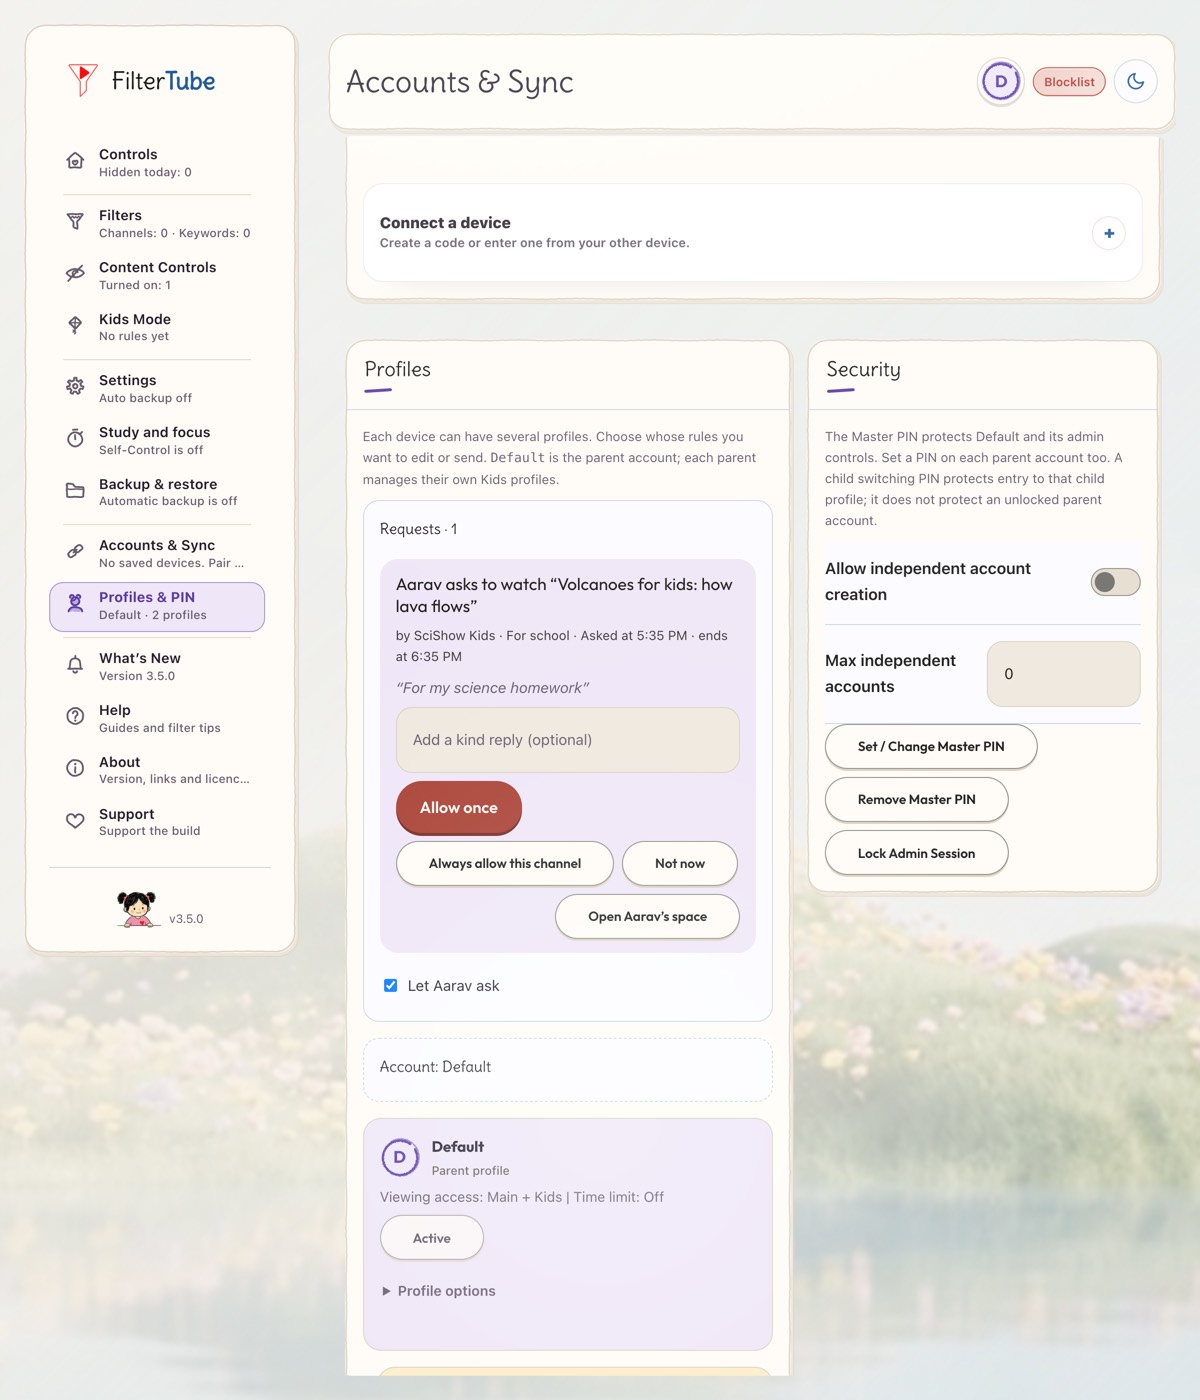 FilterTube
Controls
Hidden today: 0
Filters
Channels: 0 · Keywords: 0
Content Controls
Turned on: 1
Kids Mode
No rules yet
Settings
Auto backup off
Study and focus
Self-Control is off
Backup & restore
Automatic backup is off
Accounts & Sync
No saved devices. Pair ...
Profiles & PIN
Default · 2 profiles
What's New
Version 3.5.0
Help
Guides and filter tips
About
Version, links and licenc...
Support
Support the build
v3.5.0
Accounts & Sync
D
Blocklist
Connect a device
Create a code or enter one from your other device.
+
Profiles
Each device can have several profiles. Choose whose rules you
want to edit or send. Default is the parent account; each parent
manages their own Kids profiles.
Requests · 1
Aarav asks to watch “Volcanoes for kids: how
lava flows”
by SciShow Kids · For school · Asked at 5:35 PM · ends
at 6:35 PM
“For my science homework”
Add a kind reply (optional)
Allow once
Always allow this channel
Not now
Open Aarav's space
Let Aarav ask
Account: Default
D
Default
Parent profile
Viewing access: Main + Kids | Time limit: Off
Active
Profile options
Security
The Master PIN protects Default and its admin
controls. Set a PIN on each parent account too. A
child switching PIN protects entry to that child
profile; it does not protect an unlocked parent
account.
Allow independent account
creation
Max independent
accounts
0
Set / Change Master PIN
Remove Master PIN
Lock Admin Session